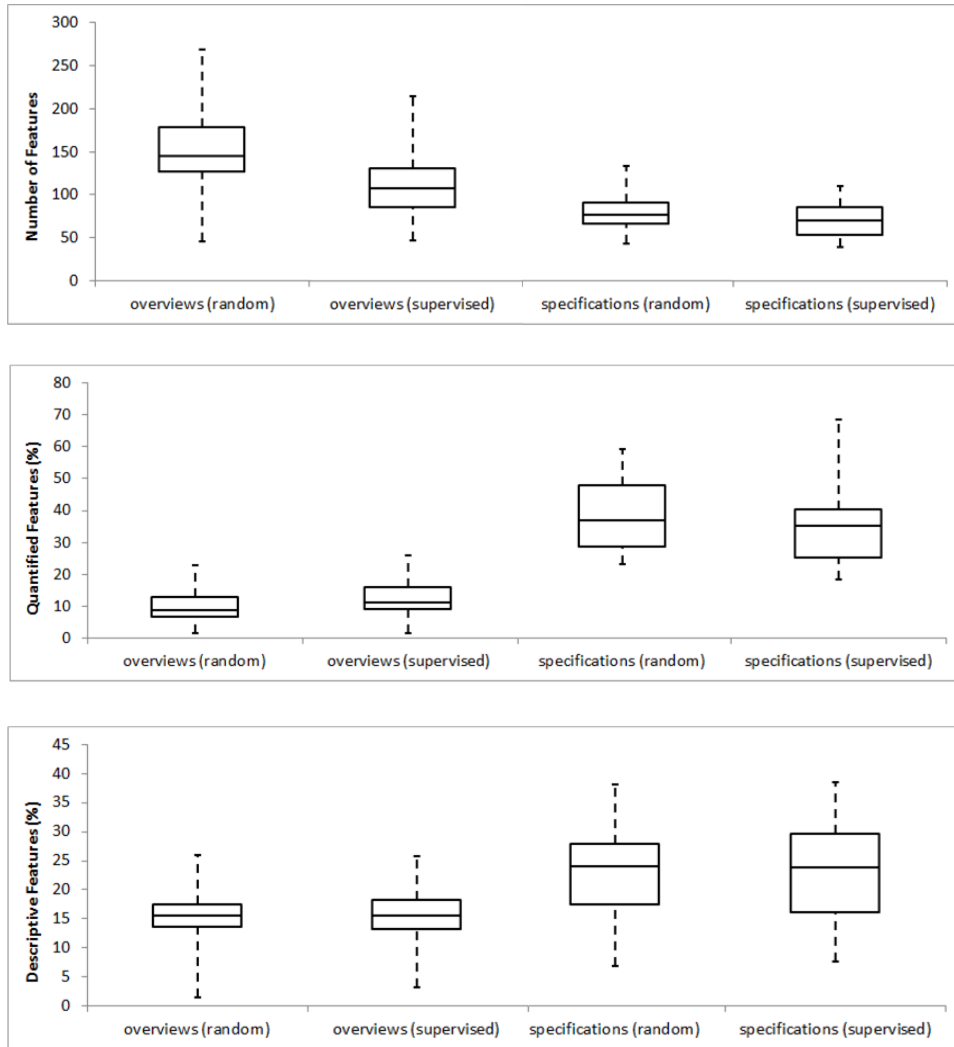 Number of Features
300
250
200
150
100
50
0
overviews (random)
overviews (supervised)
specifications (random)
specifications (supervised)
Quantified Features (%)
80
70
60
50
40
30
20
10
0
overviews (random)
overviews (supervised)
specifications (random)
specifications (supervised)
Descriptive Features (%)
45
40
35
30
25
20
15
10
5
0
overviews (random)
overviews (supervised)
specifications (random)
specifications (supervised)